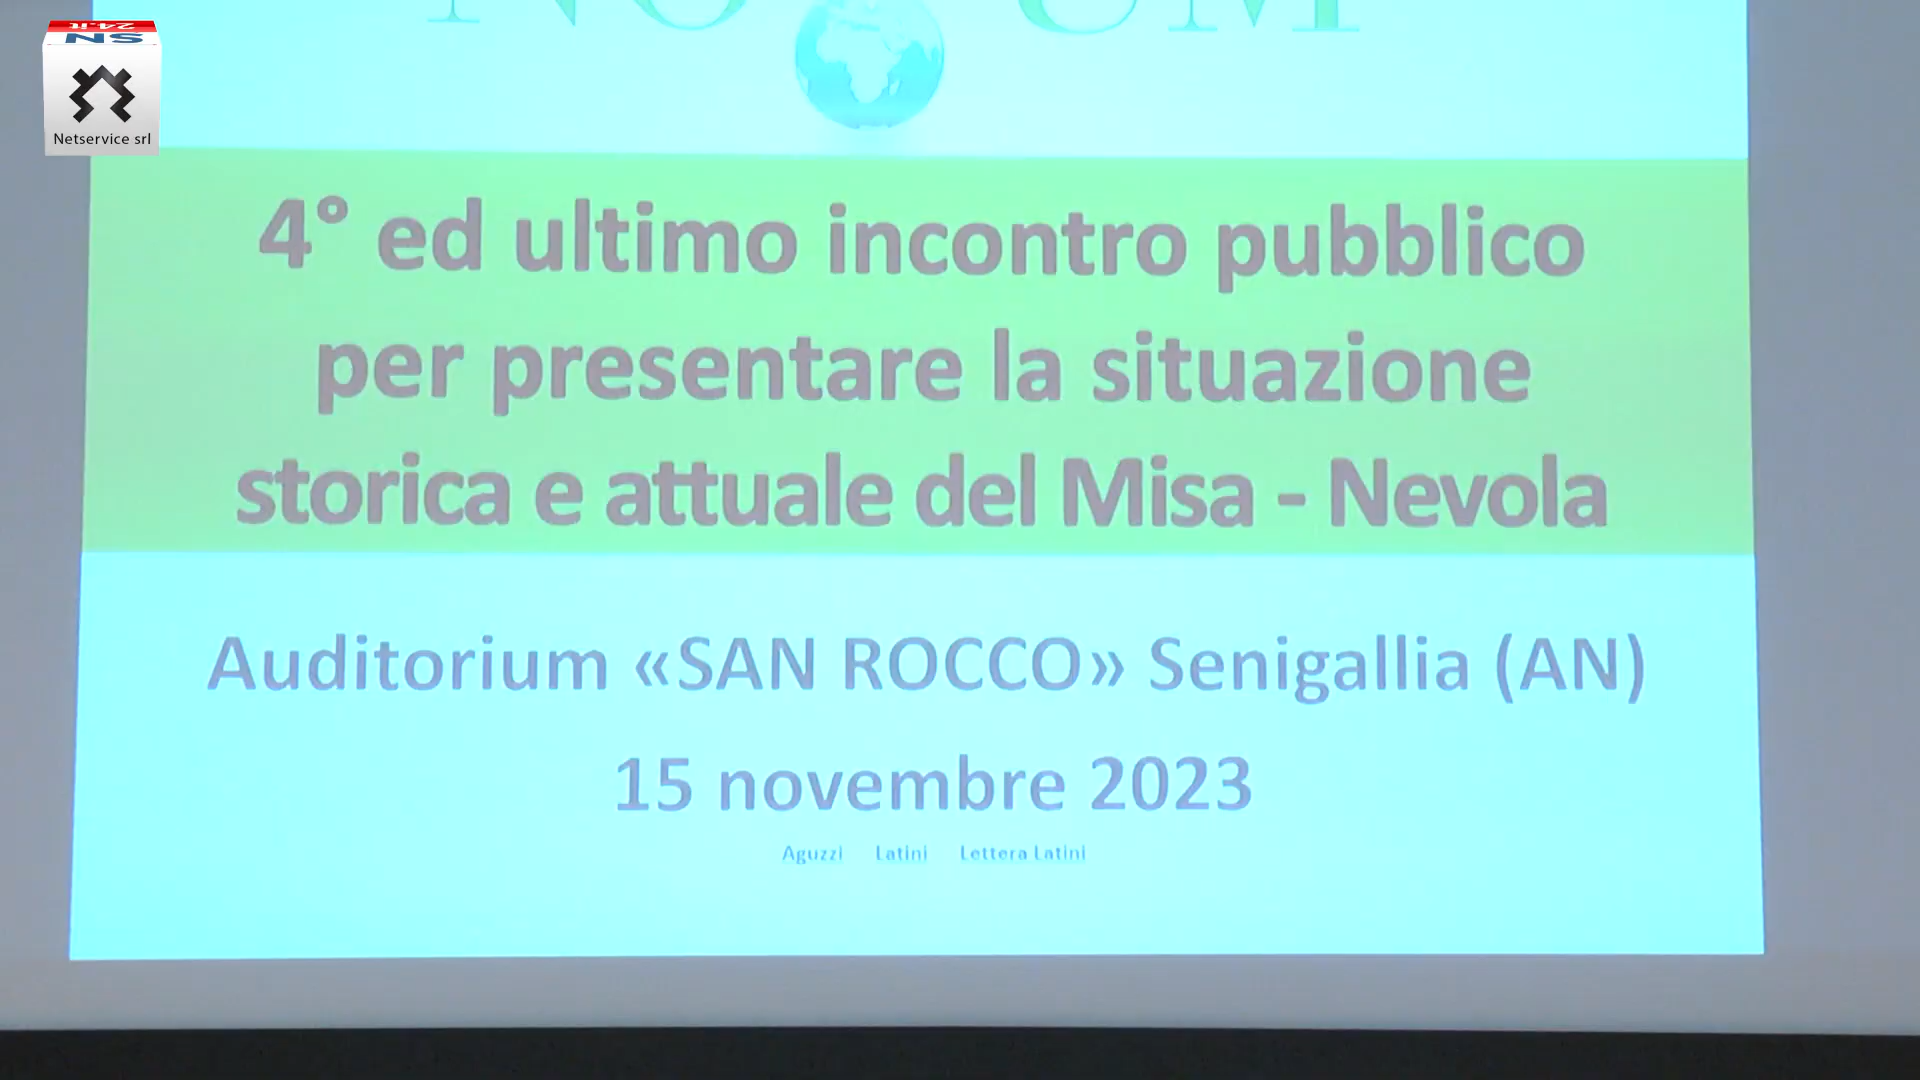 24.it
SN
Netservice srl
4° ed ultimo incontro pubblico
per presentare la situazione
storica e attuale del Misa - Nevola
Auditorium «SAN ROCCO» Senigallia (AN)
15 novembre 2023
Aguzzi Latini Lettera Latini